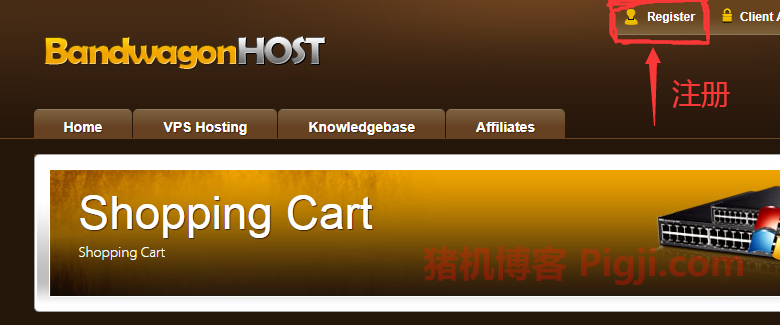 Register
Client A
BandwagonHOST
注册
Home
VPS Hosting
Knowledgebase
Affiliates
Shopping Cart
Shopping Cart
猪机博客 Pigji.com